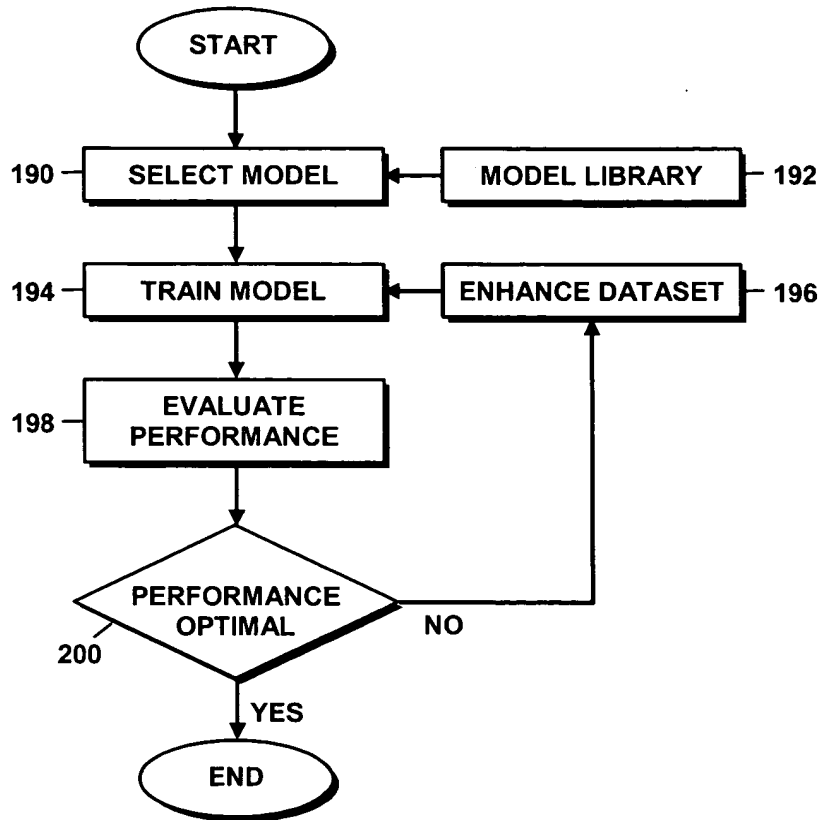 START
190
SELECT MODEL
MODEL LIBRARY
192
194
TRAIN MODEL
ENHANCE DATASET
196
198
EVALUATE
PERFORMANCE
PERFORMANCE
OPTIMAL
200
NO
YES
END